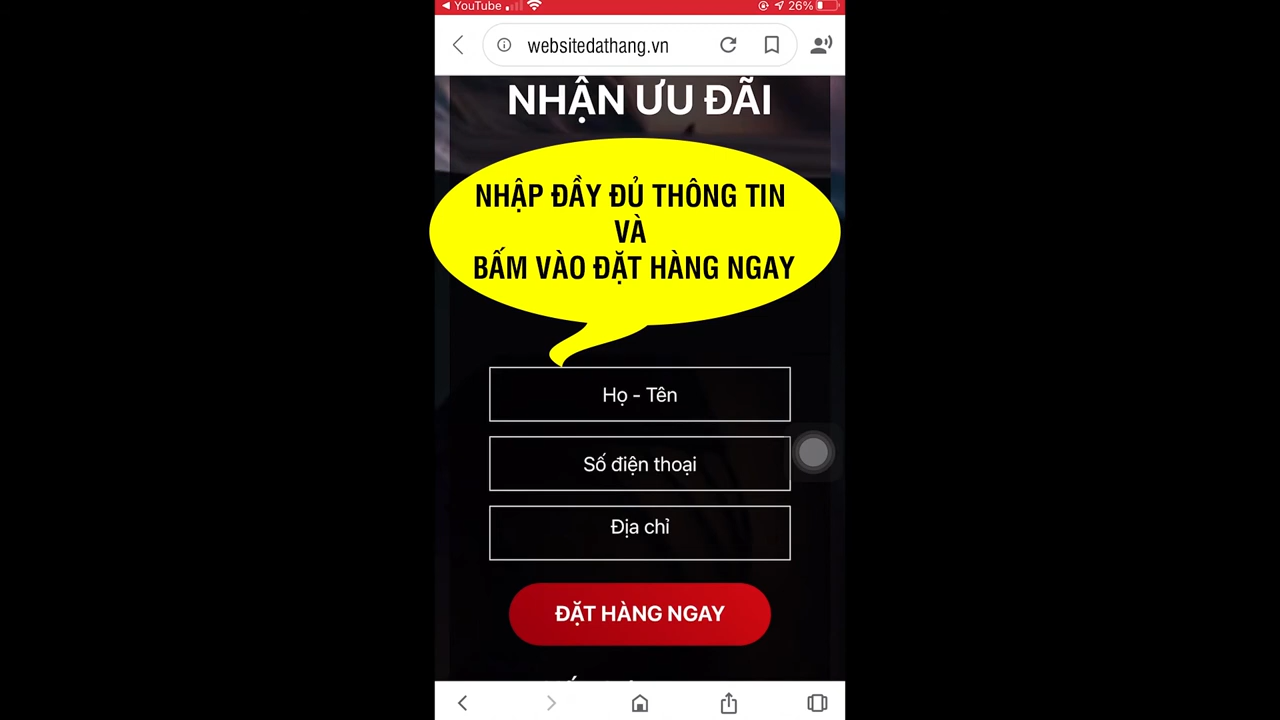 YouTube
26%
websitedathang.vn
NHẬN ƯU ĐÃI
NHẬP ĐẦY ĐỦ THÔNG TIN
VÀ
BẤM VÀO ĐẶT HÀNG NGAY
Họ - Tên
Số điện thoại
Địa chỉ
ĐẶT HÀNG NGAY